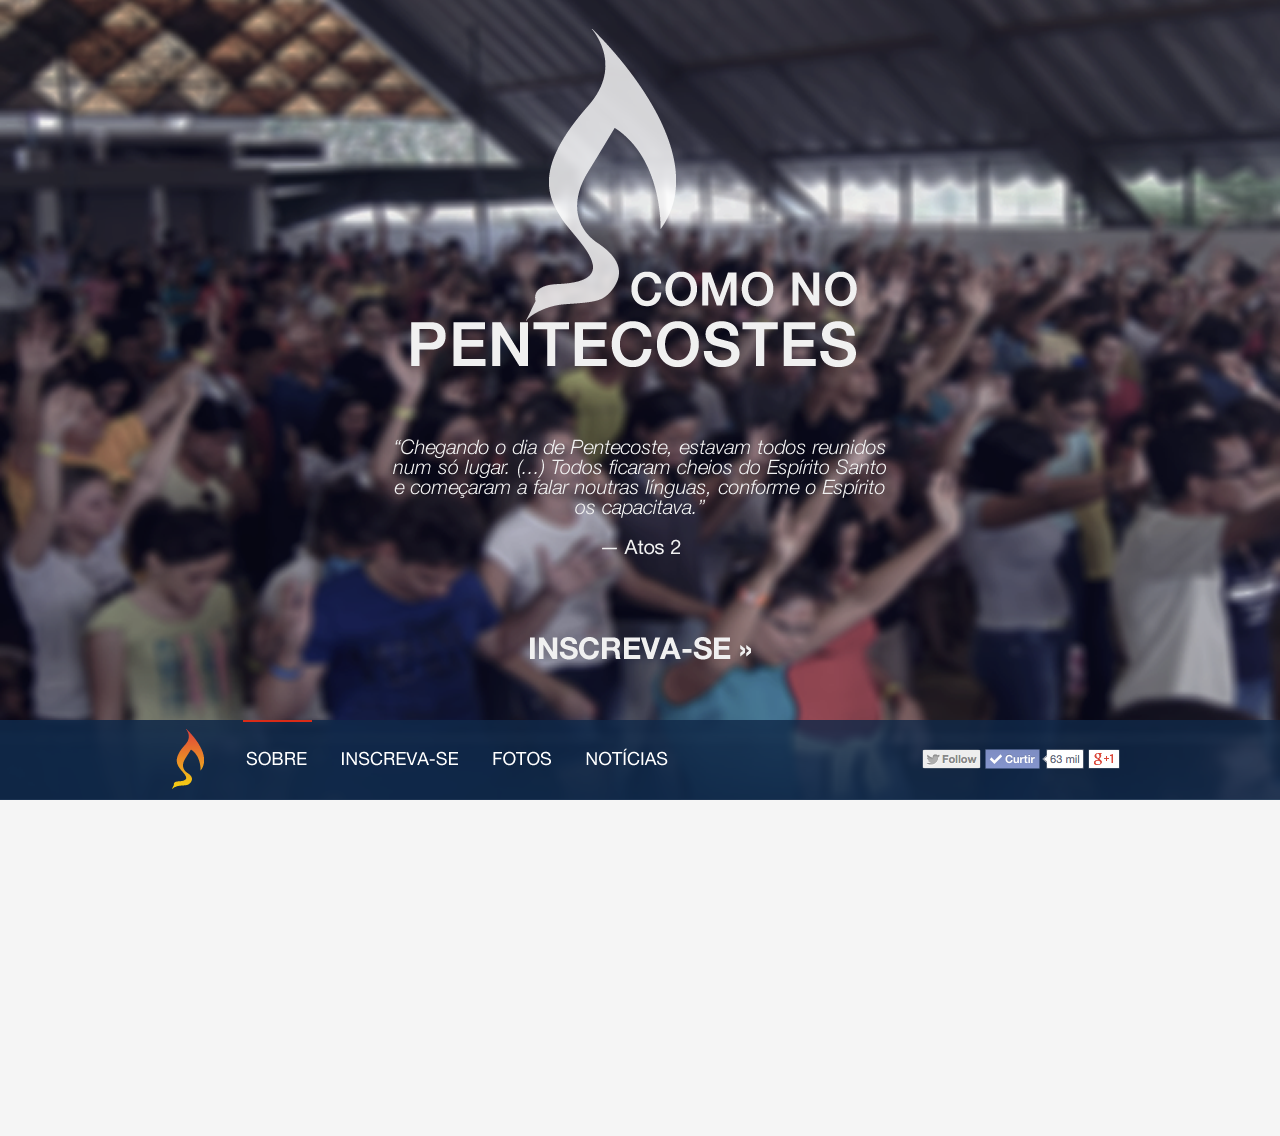 COMO NO
PENTECOSTES
“Chegando o dia de Pentecoste, estavam todos reunidos
num só lugar. (...) Todos ficaram cheios do Espírito Santo
e começaram a falar noutras línguas, conforme o Espírito
os capacitava.”
— Atos 2
INSCREVA-SE »
SOBRE INSCREVA-SE FOTOS NOTÍCIAS Follow Curtir 63 mil g+1